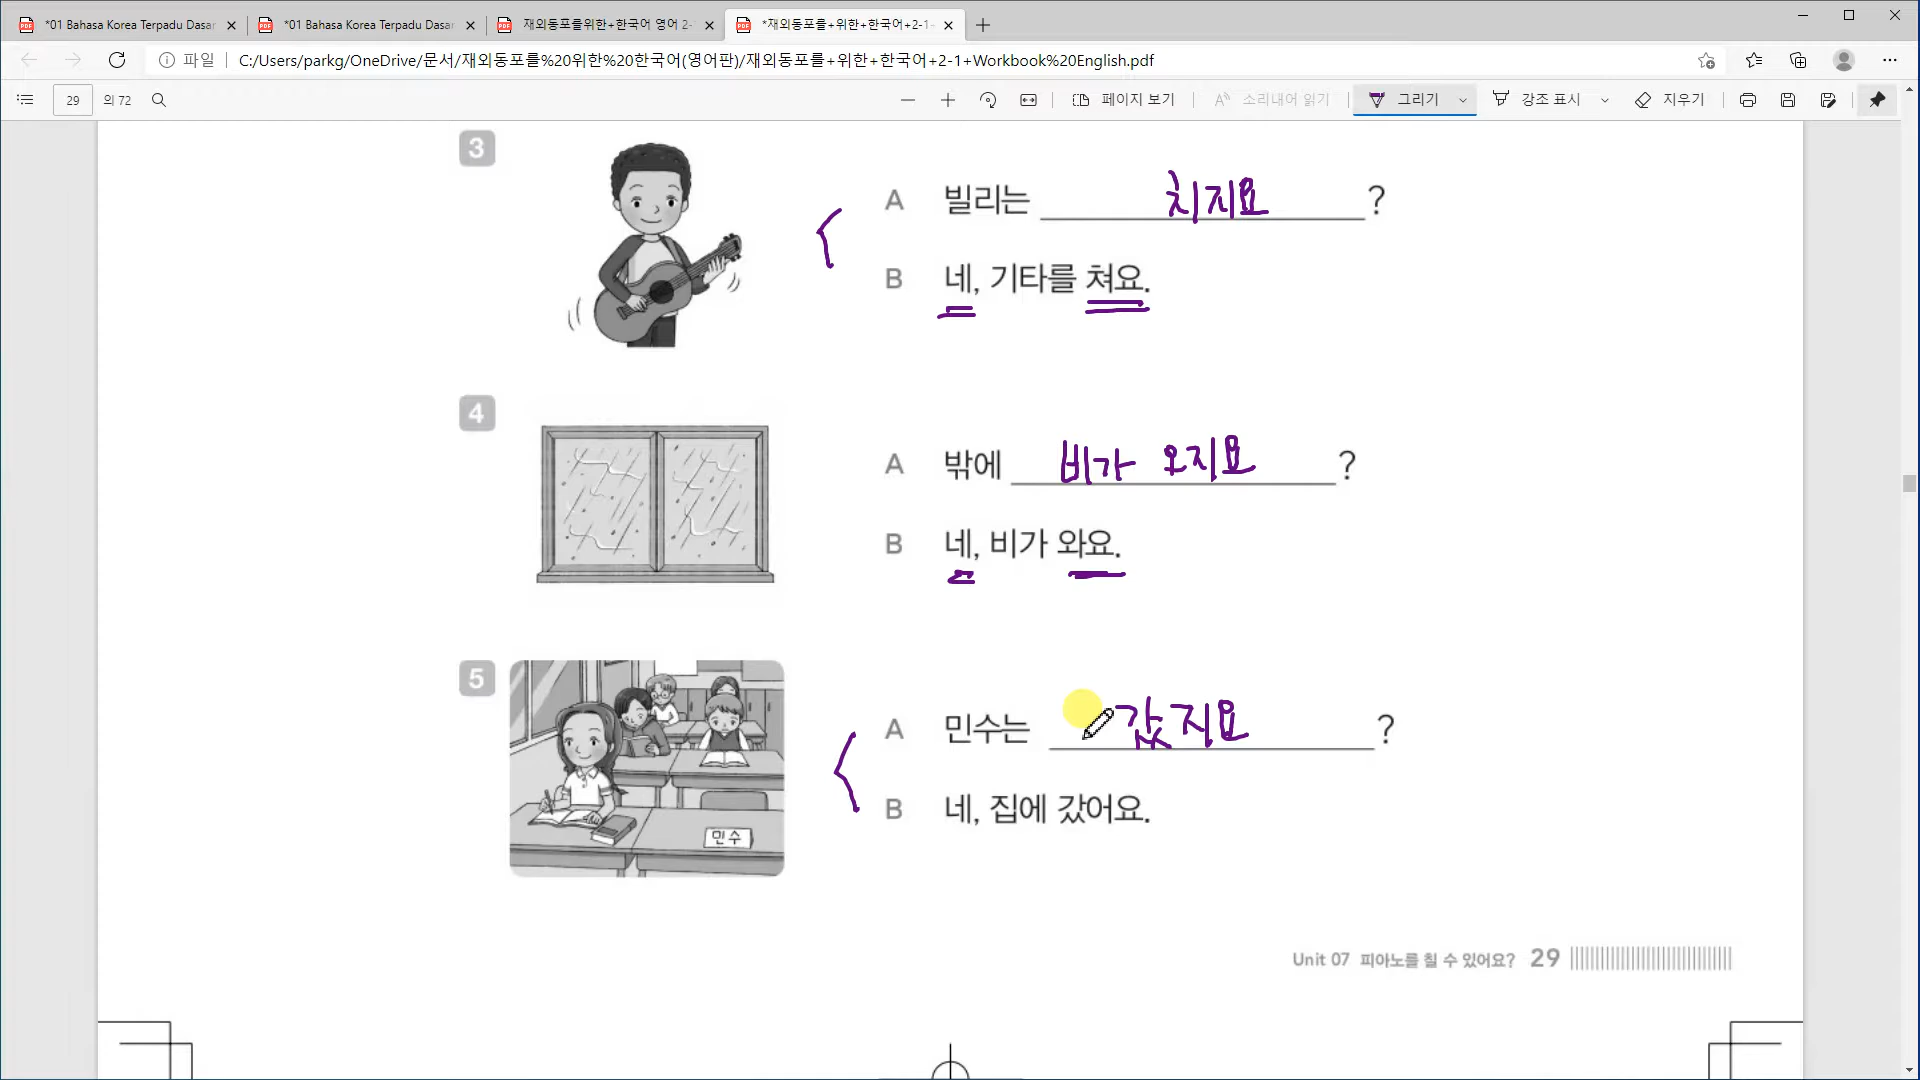 *01 Bahasa Korea Terpadu Dasar
*01 Bahasa Korea Terpadu Dasar
재외동포를위한+한국어 영어 2-
*재외동포를+위한+한국어+2-1-
파일
C:/Users/parkg/OneDrive/문서/재외동포를%20위한%20한국어(영어판)/재외동포를+위한+한국어+2-1+Workbook%20English.pdf
29 의 72
페이지 보기
소리내어 읽기
그리기
강조 표시
지우기
3
A 빌리는 치지요 ?
B 네, 기타를 쳐요.
4
A 밖에 비가 오지요 ?
B 네, 비가 와요.
5
민수
A 민수는 갔지요 ?
B 네, 집에 갔어요.
Unit 07 피아노를 칠 수 있어요? 29